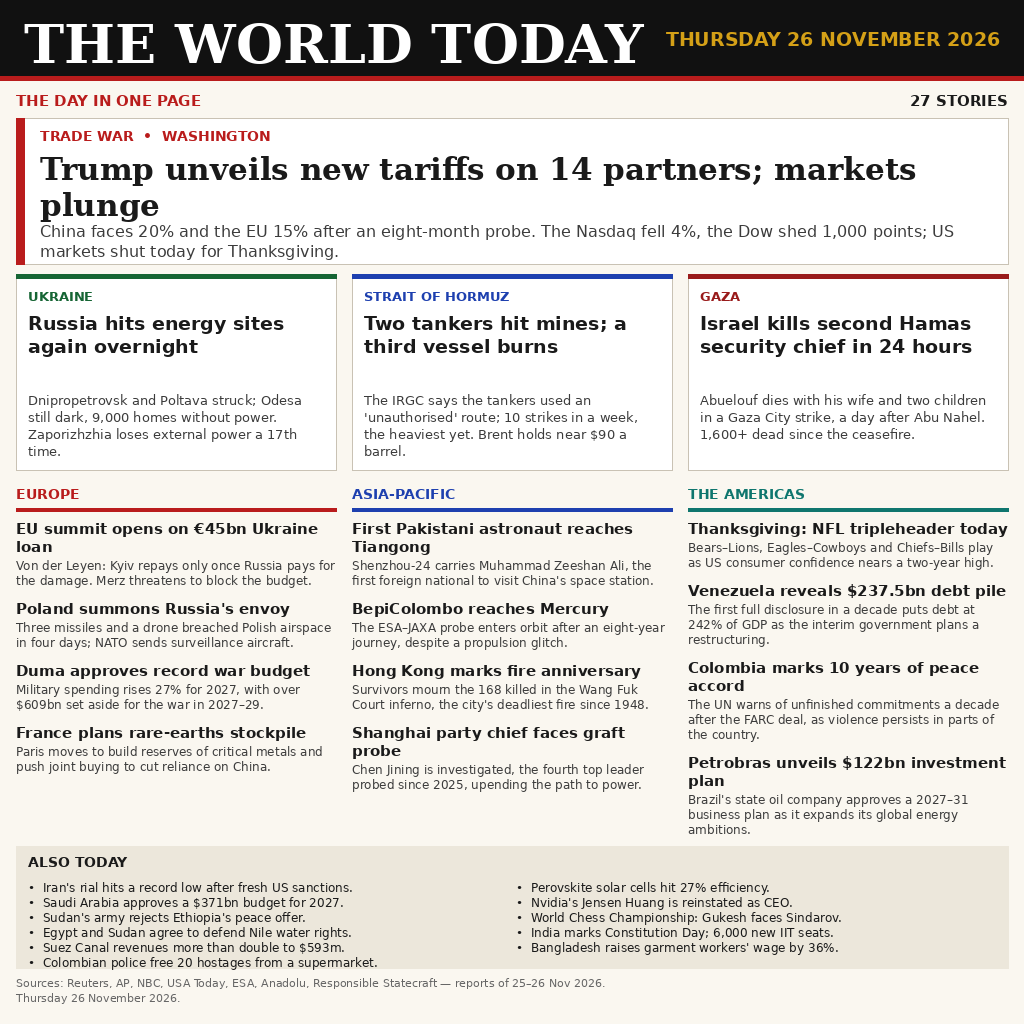 THE WORLD TODAY
THURSDAY 26 NOVEMBER 2026
THE DAY IN ONE PAGE
27 STORIES
TRADE WAR • WASHINGTON
Trump unveils new tariffs on 14 partners; markets
plunge
China faces 20% and the EU 15% after an eight-month probe. The Nasdaq fell 4%, the Dow shed 1,000 points; US
markets shut today for Thanksgiving.
UKRAINE
Russia hits energy sites
again overnight
Dnipropetrovsk and Poltava struck; Odesa
still dark, 9,000 homes without power.
Zaporizhzhia loses external power a 17th
time.
STRAIT OF HORMUZ
Two tankers hit mines; a
third vessel burns
The IRGC says the tankers used an
'unauthorised' route; 10 strikes in a week,
the heaviest yet. Brent holds near $90 a
barrel.
GAZA
Israel kills second Hamas
security chief in 24 hours
Abuelouf dies with his wife and two children
in a Gaza City strike, a day after Abu Nahel.
1,600+ dead since the ceasefire.
EUROPE
EU summit opens on €45bn Ukraine
loan
Von der Leyen: Kyiv repays only once Russia pays for
the damage. Merz threatens to block the budget.
Poland summons Russia's envoy
Three missiles and a drone breached Polish airspace
in four days; NATO sends surveillance aircraft.
Duma approves record war budget
Military spending rises 27% for 2027, with over
$609bn set aside for the war in 2027–29.
France plans rare-earths stockpile
Paris moves to build reserves of critical metals and
push joint buying to cut reliance on China.
ASIA-PACIFIC
First Pakistani astronaut reaches
Tiangong
Shenzhou-24 carries Muhammad Zeeshan Ali, the
first foreign national to visit China's space station.
BepiColombo reaches Mercury
The ESA–JAXA probe enters orbit after an eight-year
journey, despite a propulsion glitch.
Hong Kong marks fire anniversary
Survivors mourn the 168 killed in the Wang Fuk
Court inferno, the city's deadliest fire since 1948.
Shanghai party chief faces graft
probe
Chen Jining is investigated, the fourth top leader
probed since 2025, upending the path to power.
THE AMERICAS
Thanksgiving: NFL tripleheader today
Bears–Lions, Eagles–Cowboys and Chiefs–Bills play
as US consumer confidence nears a two-year high.
Venezuela reveals $237.5bn debt pile
The first full disclosure in a decade puts debt at
242% of GDP as the interim government plans a
restructuring.
Colombia marks 10 years of peace
accord
The UN warns of unfinished commitments a decade
after the FARC deal, as violence persists in parts of
the country.
Petrobras unveils $122bn investment
plan
Brazil's state oil company approves a 2027–31
business plan as it expands its global energy
ambitions.
ALSO TODAY
• Iran's rial hits a record low after fresh US sanctions.
• Saudi Arabia approves a $371bn budget for 2027.
• Sudan's army rejects Ethiopia's peace offer.
• Egypt and Sudan agree to defend Nile water rights.
• Suez Canal revenues more than double to $593m.
• Colombian police free 20 hostages from a supermarket.
• Perovskite solar cells hit 27% efficiency.
• Nvidia's Jensen Huang is reinstated as CEO.
• World Chess Championship: Gukesh faces Sindarov.
• India marks Constitution Day; 6,000 new IIT seats.
• Bangladesh raises garment workers' wage by 36%.
Sources: Reuters, AP, NBC, USA Today, ESA, Anadolu, Responsible Statecraft — reports of 25–26 Nov 2026.
Thursday 26 November 2026.